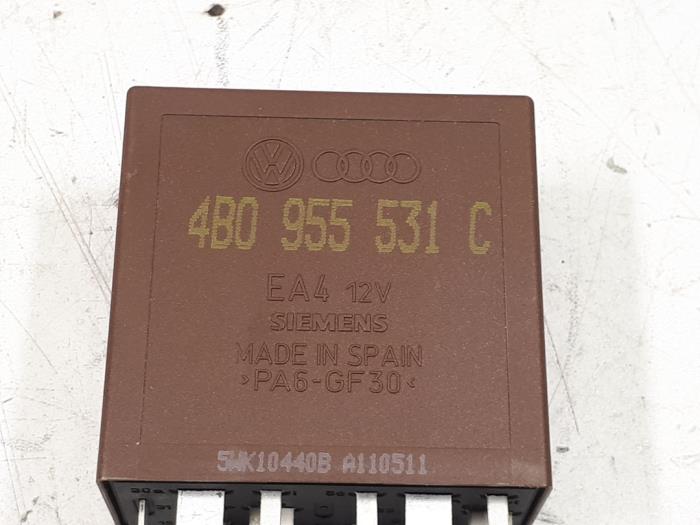 4B0 955 531 C
EA4 12V
SIEMENS
MADE IN SPAIN
>PA6-GF30<
5WK10440B A110511